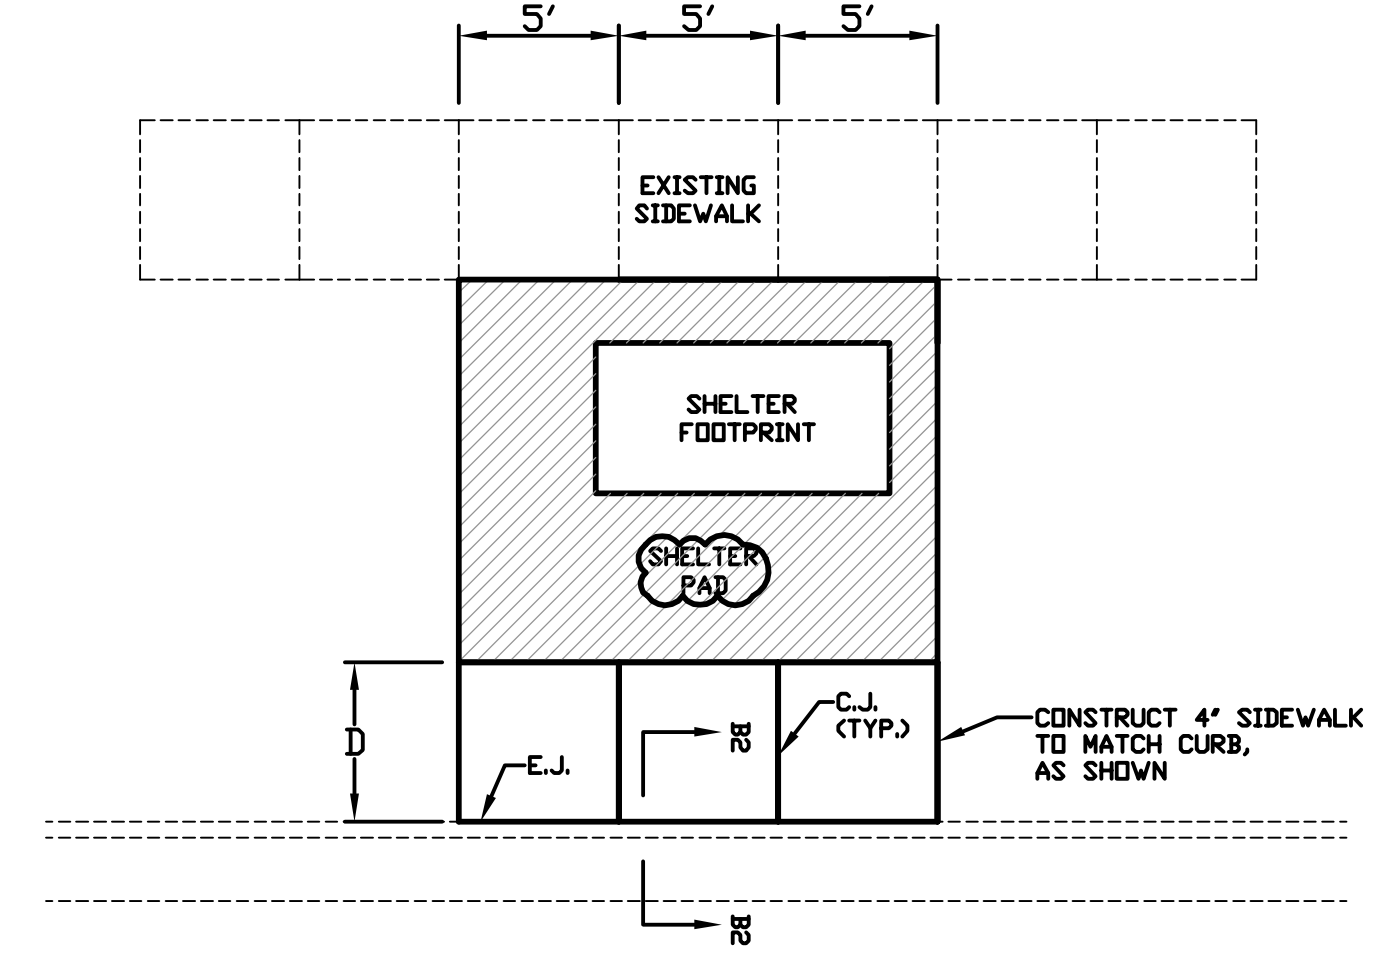 5' 5' 5'
EXISTING
SIDEWALK
SHELTER
FOOTPRINT
SHELTER
PAD
C.J.
(TYP.)
CONSTRUCT 4" SIDEWALK
TO MATCH CURB,
AS SHOWN
B2
D
E.J.
B2